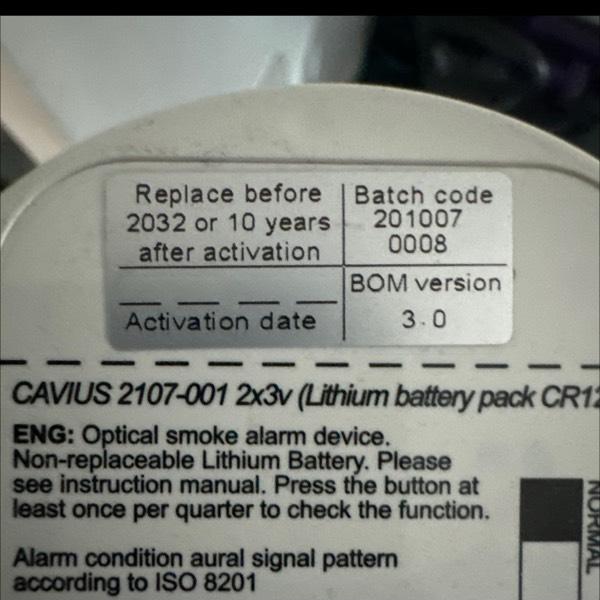 Replace before
2032 or 10 years
after activation
Activation date
Batch code
201007
0008
BOM version
3.0
CAVIUS 2107-001 2x3v (Lithium battery pack
ENG: Optical smoke alarm device.
Non-replaceable Lithium Battery. Please
see instruction manual. Press the button at
least once per quarter to check the function.
Alarm condition aural signal pattern
according to ISO 8201
NORMAL